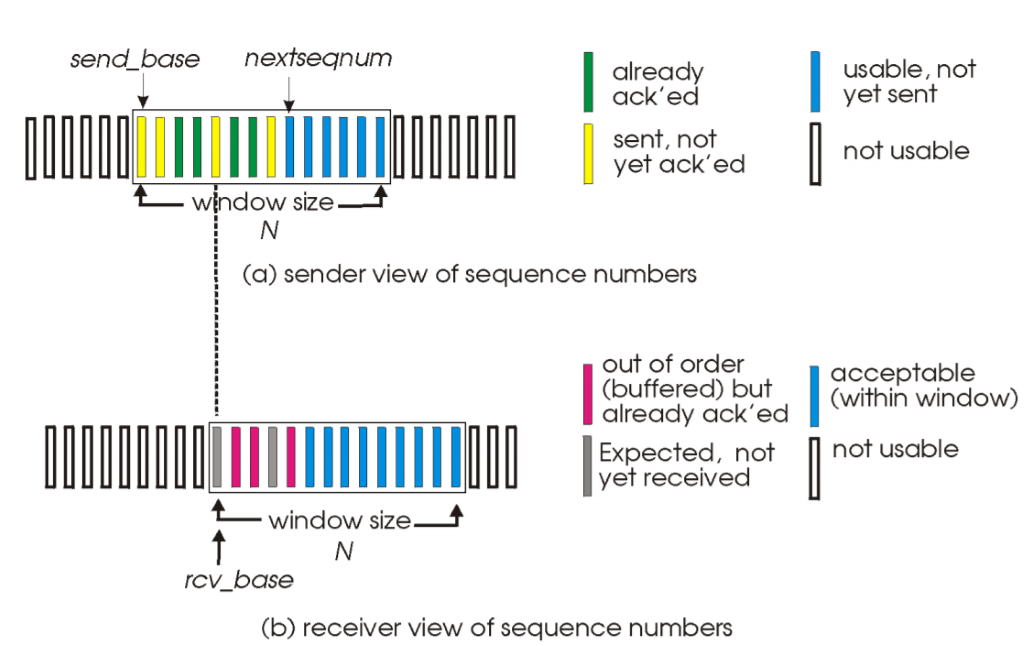 send_base
nextseqnum
already
ack'ed
usable, not
yet sent
sent, not
yet ack'ed
not usable
window size
N
(a) sender view of sequence numbers
out of order
(buffered) but
already ack'ed
acceptable
(within window)
Expected, not
yet received
not usable
window size
N
rcv_base
(b) receiver view of sequence numbers